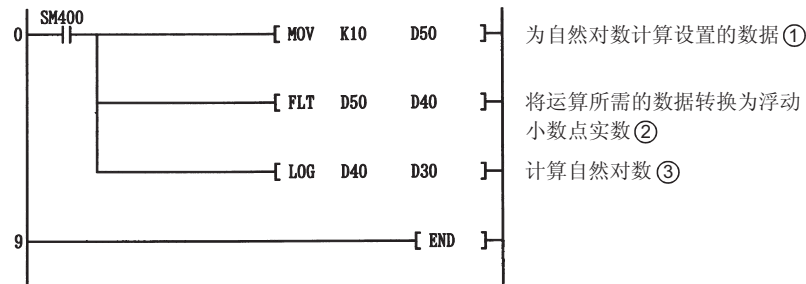 SM400
0 MOV K10 D50 为自然对数计算设置的数据①
FLT D50 D40 将运算所需的数据转换为浮动
小数点实数②
LOG D40 D30 计算自然对数③
9 END